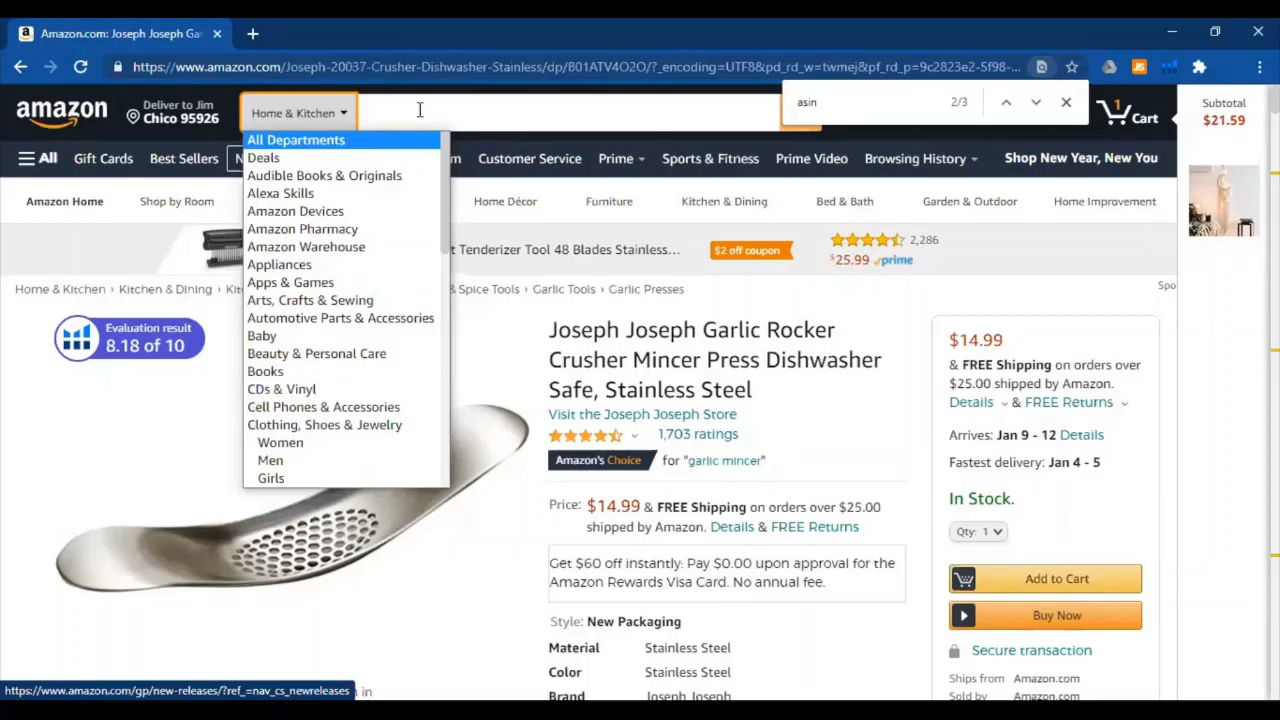 Amazon.com: Joseph Joseph Ga
https://www.amazon.com/Joseph-20037-Crusher-Dishwasher-Stainless/dp/B01ATV4O2O/?_encoding=UTF8&pd_rd_w=twmej&pf_rd_p=9c2823e2-5f98-...
JS
asin 2/3
amazon
Deliver to Jim
Chico 95926
Home & Kitchen
1
Cart
Subtotal
$21.59
All Departments
Deals
Audible Books & Originals
Alexa Skills
Amazon Devices
Amazon Pharmacy
Amazon Warehouse
Appliances
Apps & Games
Arts, Crafts & Sewing
Automotive Parts & Accessories
Baby
Beauty & Personal Care
Books
CDs & Vinyl
Cell Phones & Accessories
Clothing, Shoes & Jewelry
Women
Men
Girls
All Gift Cards Best Sellers N m Customer Service Prime Sports & Fitness Prime Video Browsing History Shop New Year, New You
Amazon Home Shop by Room Home Décor Furniture Kitchen & Dining Bed & Bath Garden & Outdoor Home Improvement
t Tenderizer Tool 48 Blades Stainless...
$2 off coupon
2,286
$25.99 prime
Spo
Home & Kitchen › Kitchen & Dining › Ki & Spice Tools › Garlic Tools › Garlic Presses
Evaluation result
8.18 of 10
Joseph Joseph Garlic Rocker
Crusher Mincer Press Dishwasher
Safe, Stainless Steel
Visit the Joseph Joseph Store
1,703 ratings
Amazon's Choice for "garlic mincer"
Price: $14.99 & FREE Shipping on orders over $25.00
shipped by Amazon. Details & FREE Returns
Get $60 off instantly: Pay $0.00 upon approval for the
Amazon Rewards Visa Card. No annual fee.
Style: New Packaging
Material Stainless Steel
Color Stainless Steel
Brand Joseph Joseph
$14.99
& FREE Shipping on orders over
$25.00 shipped by Amazon.
Details & FREE Returns
Arrives: Jan 9 - 12 Details
Fastest delivery: Jan 4 - 5
In Stock.
Qty: 1
Add to Cart
Buy Now
Secure transaction
Ships from Amazon.com
Sold by Amazon.com
https://www.amazon.com/gp/new-releases/?ref_=nav_cs_newreleases
in